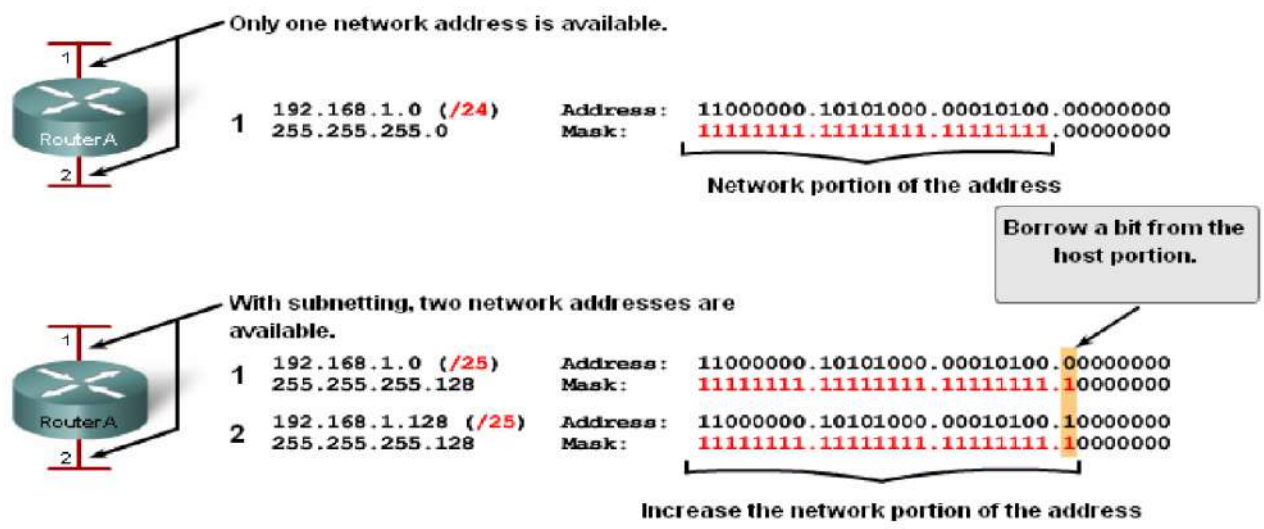 Only one network address is available.
1
RouterA
2
1 192.168.1.0 (/24) Address: 11000000.10101000.00010100.00000000
255.255.255.0 Mask: 11111111.11111111.11111111.00000000
Network portion of the address
Borrow a bit from the
host portion.
With subnetting, two network addresses are
available.
1
RouterA
2
1 192.168.1.0 (/25) Address: 11000000.10101000.00010100.00000000
255.255.255.128 Mask: 11111111.11111111.11111111.10000000
2 192.168.1.128 (/25) Address: 11000000.10101000.00010100.10000000
255.255.255.128 Mask: 11111111.11111111.11111111.10000000
Increase the network portion of the address